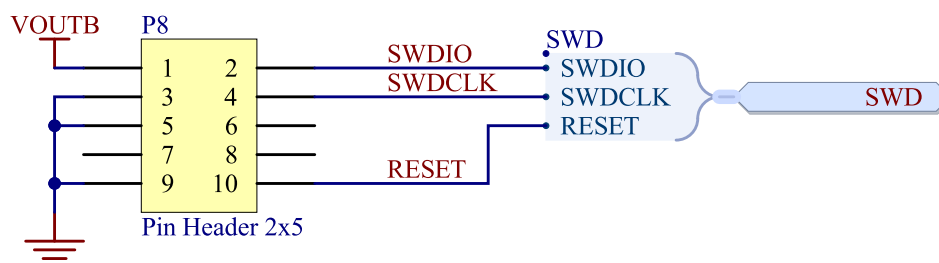 VOUTB
P8
SWDIO
SWD
1 2
SWDIO
SWDCLK
3 4
SWDCLK
SWD
5 6
RESET
7 8
RESET
9 10
Pin Header 2x5